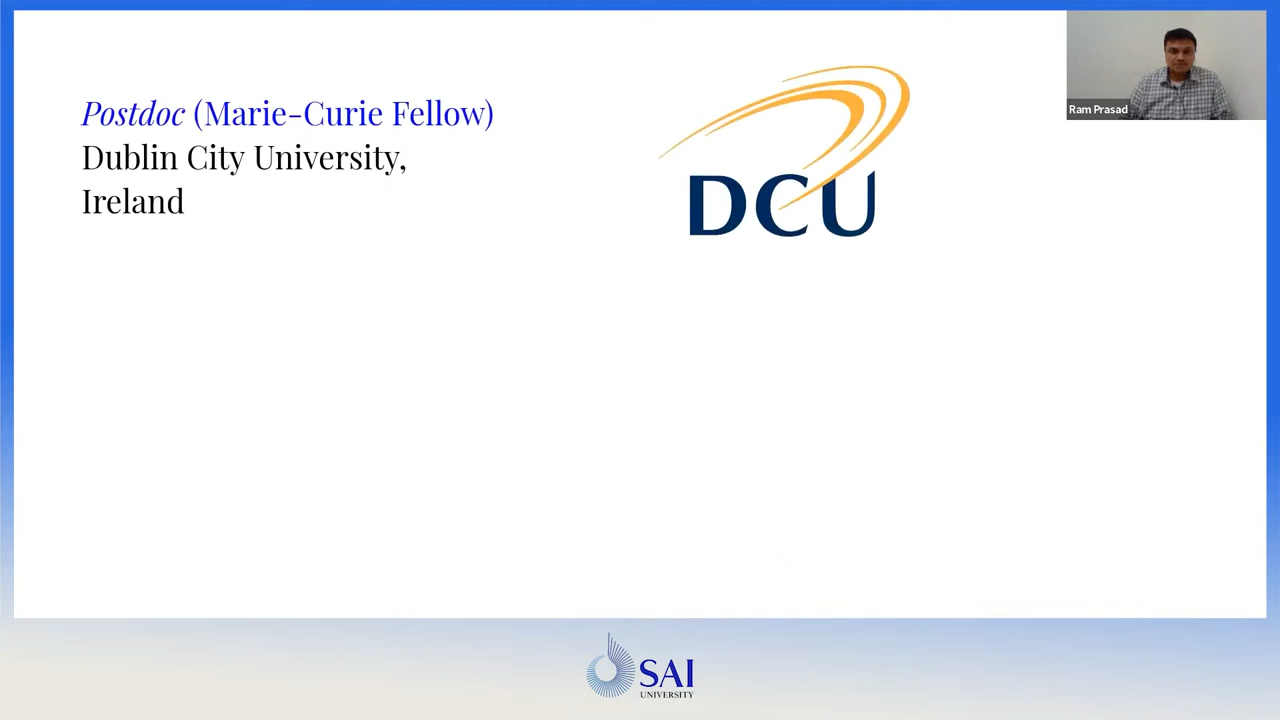 Postdoc (Marie-Curie Fellow)
Dublin City University,
Ireland
DCU
Ram Prasad
SAI
UNIVERSITY